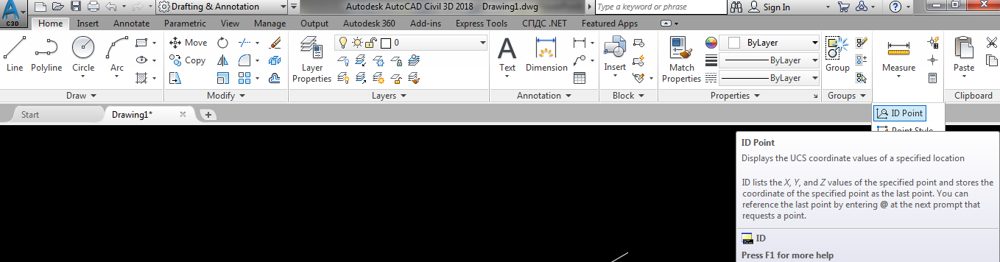 Drafting & Annotation
Autodesk AutoCAD Civil 3D 2018 Drawing1.dwg
Type a keyword or phrase
Sign In
C3D
Home Insert Annotate Parametric View Manage Output Autodesk 360 Add-ins Express Tools СПДС .NET Featured Apps
Line Polyline Circle Arc
Move
Copy
Layer
Properties
0
Text Dimension
Insert
Match
Properties
ByLayer
ByLayer
ByLayer
Group
Measure
Paste
Draw Modify Layers Annotation Block Properties Groups Clipboard
Start Drawing1*
ID Point
Point Style
ID Point
Displays the UCS coordinate values of a specified location
ID lists the X, Y, and Z values of the specified point and stores the
coordinate of the specified point as the last point. You can
reference the last point by entering @ at the next prompt that
requests a point.
ID
Press F1 for more help